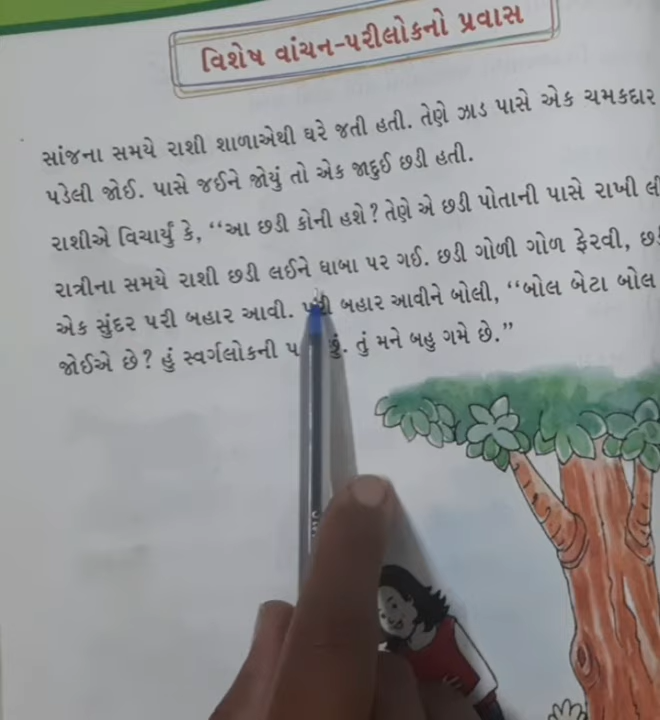 વિશેષ વાંચન-પરીલોકનો પ્રવાસ
સાંજના સમયે રાશી શાળાએથી ઘરે જતી હતી. તેણે ઝાડ પાસે એક ચમકદાર
પડેલી જોઈ. પાસે જઈને જોયું તો એક જાદુઈ છડી હતી.
રાશીએ વિચાર્યું કે, “આ છડી કોની હશે? તેણે એ છડી પોતાની પાસે રાખી
રાત્રીના સમયે રાશી છડી લઈને ધાબા પર ગઈ. છડી ગોળી ગોળ ફેરવી,
એક સુંદર પરી બહાર આવી. બહાર આવીને બોલી, “બોલ બેટા બોલ
જોઈએ છે? હું સ્વર્ગલોકની છું. તું મને બહુ ગમે છે.”